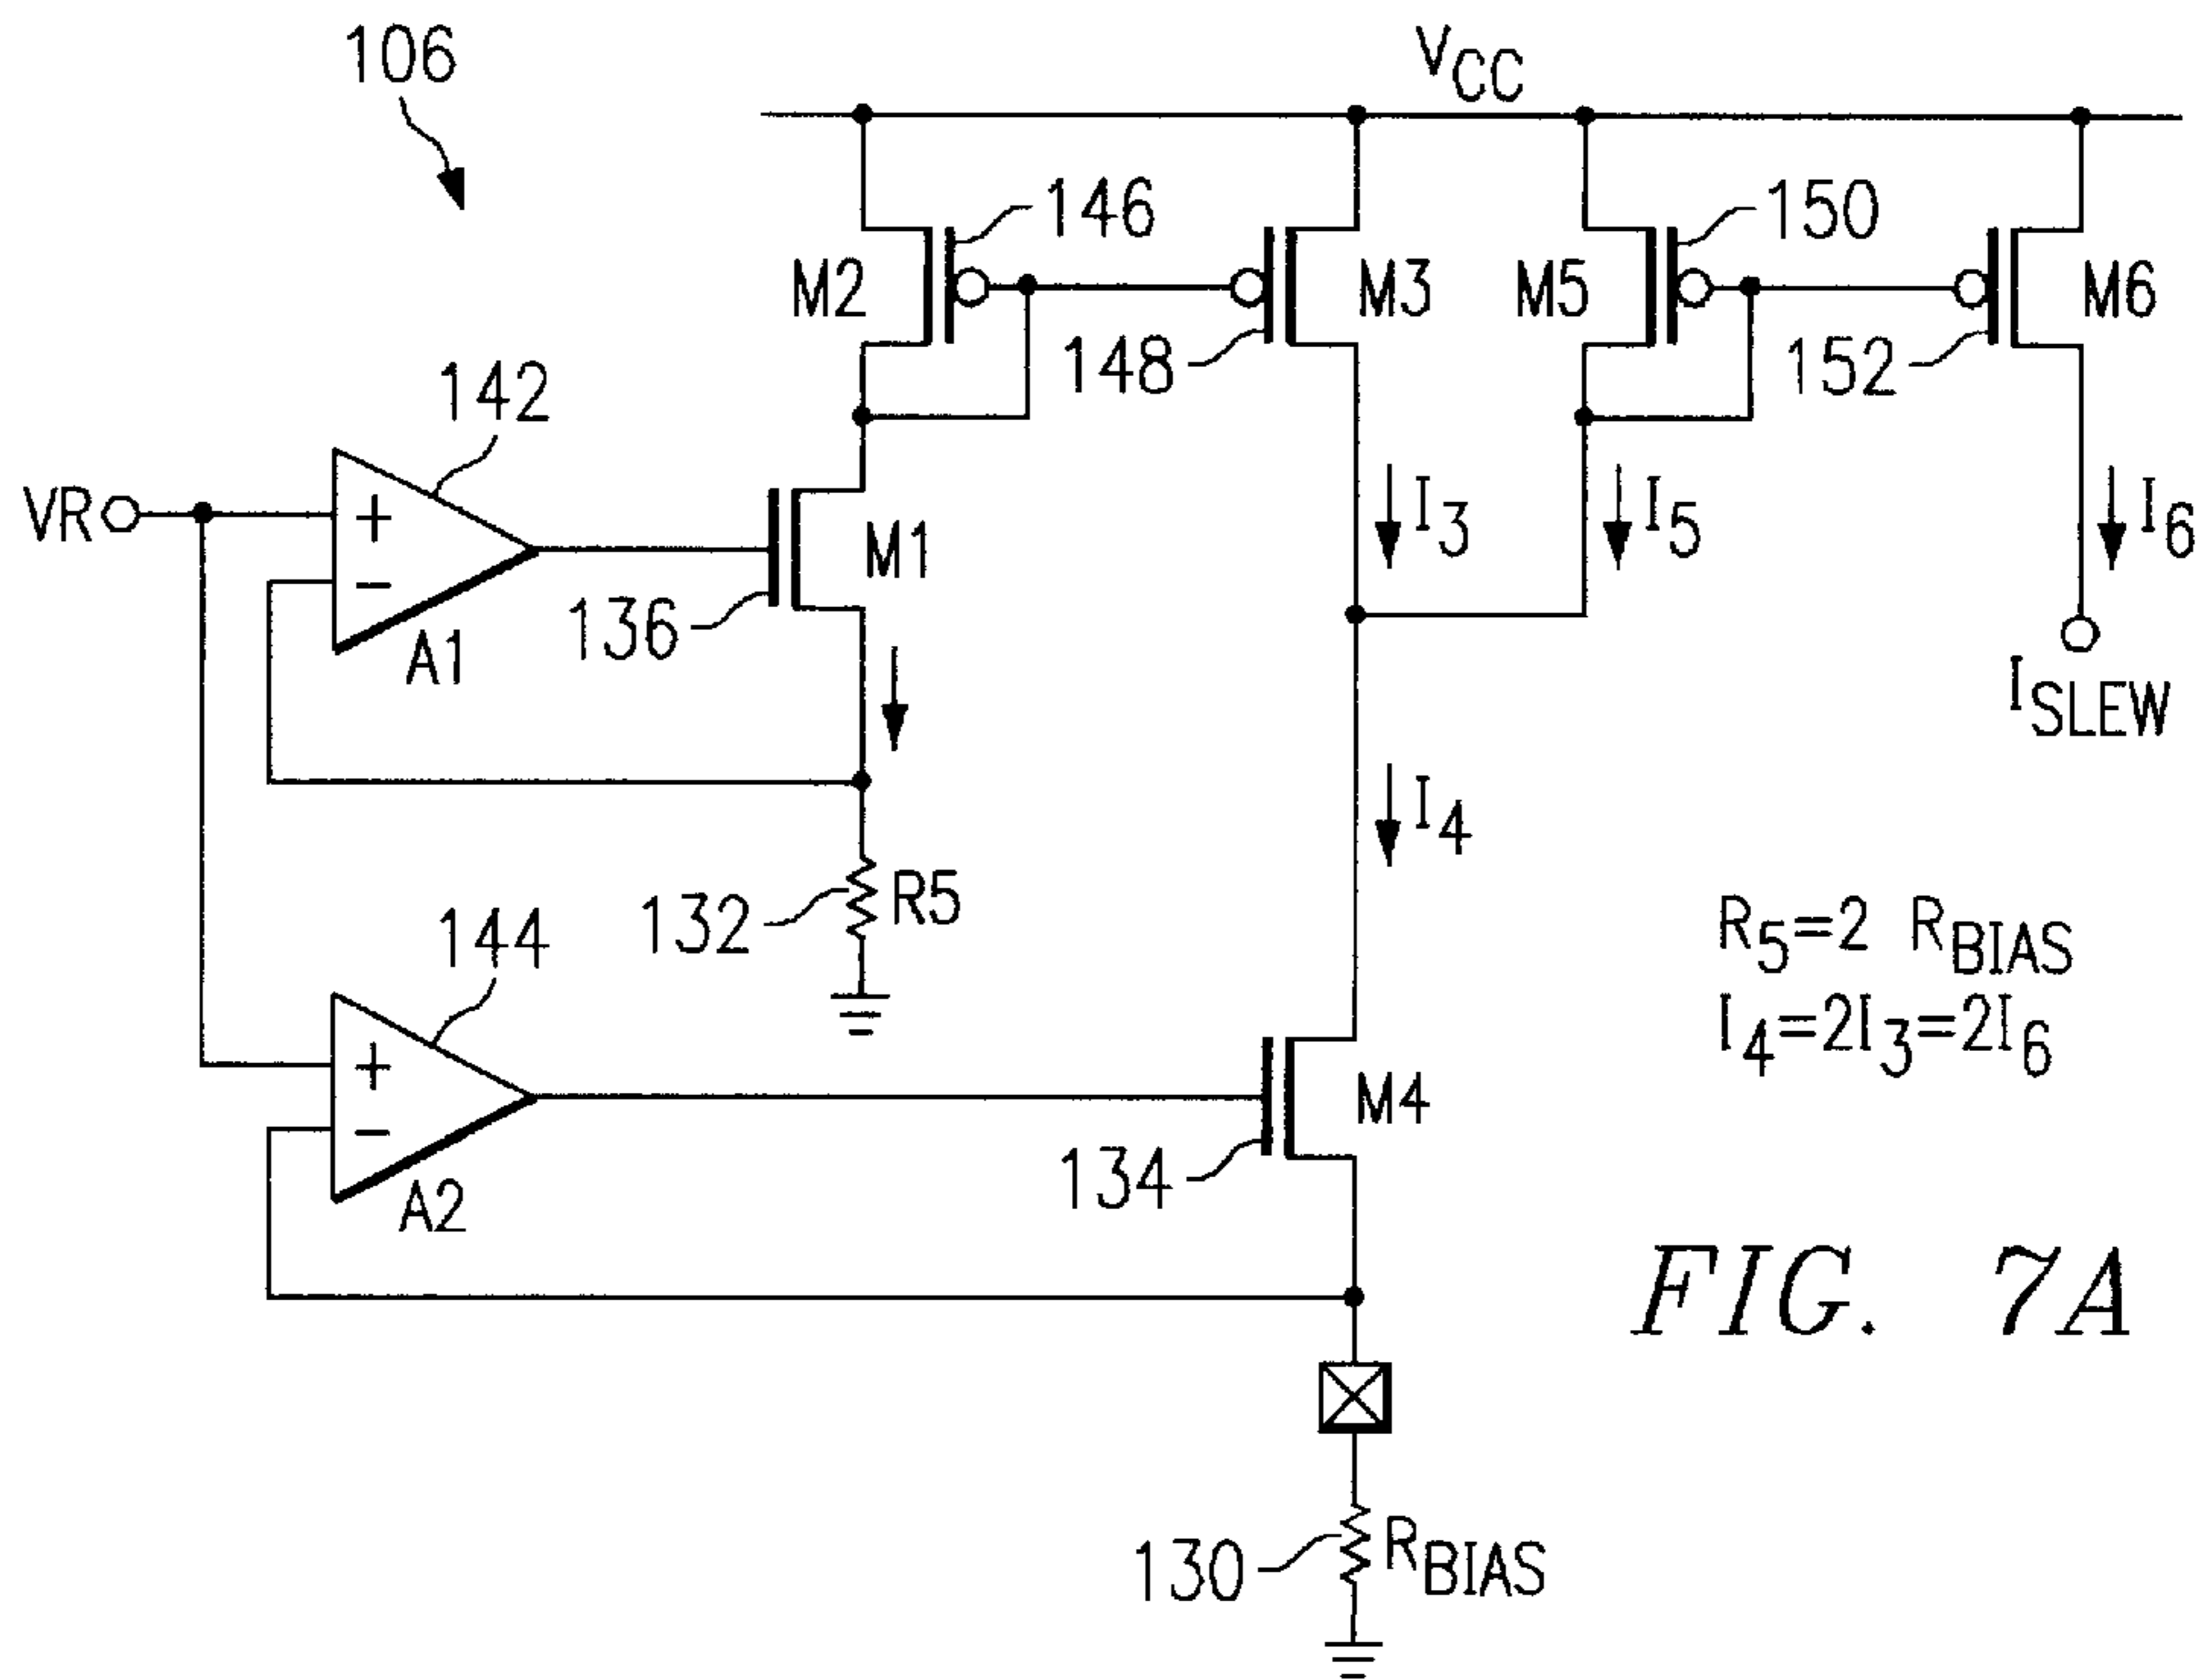 106
VCC
146
150
M2
M3
M5
M6
148
152
142
VR
+
−
A1
M1
136
I3
I5
I6
ISLEW
I4
132
R5
144
R5=2 RBIAS
I4=2I3=2I6
+
−
A2
M4
134
FIG. 7A
130
RBIAS